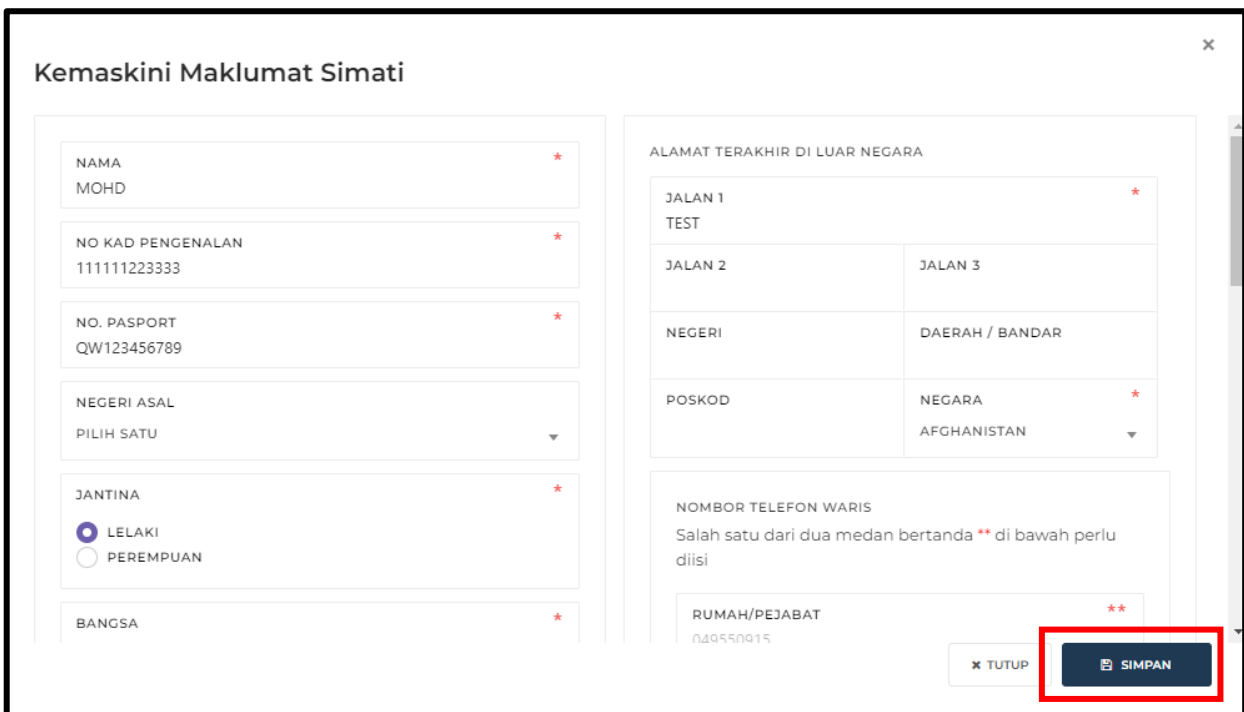 ×
Kemaskini Maklumat Simati
NAMA *
MOHD
NO KAD PENGENALAN *
111111223333
NO. PASPORT *
QW123456789
NEGERI ASAL
PILIH SATU
JANTINA *
LELAKI
PEREMPUAN
BANGSA *
ALAMAT TERAKHIR DI LUAR NEGARA
JALAN 1 *
TEST
JALAN 2
JALAN 3
NEGERI
DAERAH / BANDAR
POSKOD
NEGARA *
AFGHANISTAN
NOMBOR TELEFON WARIS
Salah satu dari dua medan bertanda ** di bawah perlu
diisi
RUMAH/PEJABAT **
049550915
× TUTUP
SIMPAN